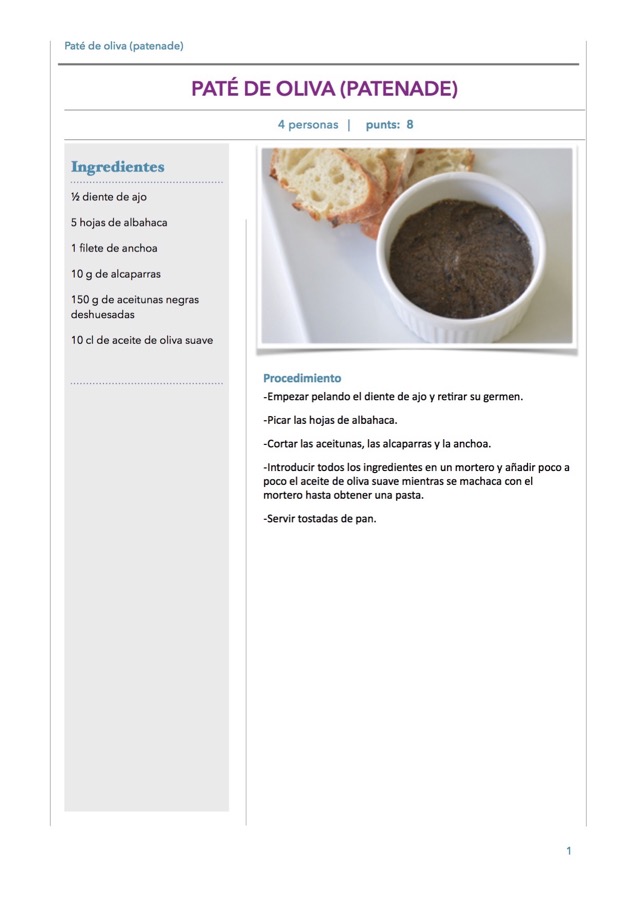 Paté de oliva (patenade)
PATÉ DE OLIVA (PATENADE)
4 personas | punts: 8
Ingredientes
½ diente de ajo
5 hojas de albahaca
1 filete de anchoa
10 g de alcaparras
150 g de aceitunas negras
deshuesadas
10 cl de aceite de oliva suave
Procedimiento
-Empezar pelando el diente de ajo y retirar su germen.
-Picar las hojas de albahaca.
-Cortar las aceitunas, las alcaparras y la anchoa.
-Introducir todos los ingredientes en un mortero y añadir poco a
poco el aceite de oliva suave mientras se machaca con el
mortero hasta obtener una pasta.
-Servir tostadas de pan.
1